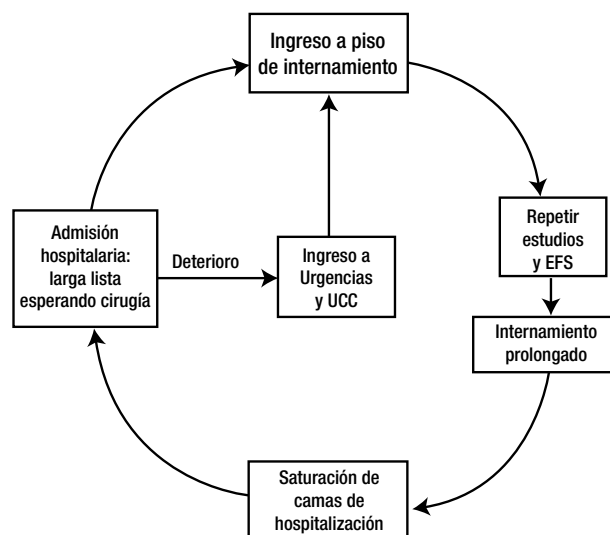 Ingreso a piso
de internamiento
Admisión
hospitalaria:
larga lista
esperando cirugía
Deterioro
Ingreso a
Urgencias
y UCC
Repetir
estudios
y EFS
Internamiento
prolongado
Saturación de
camas de
hospitalización